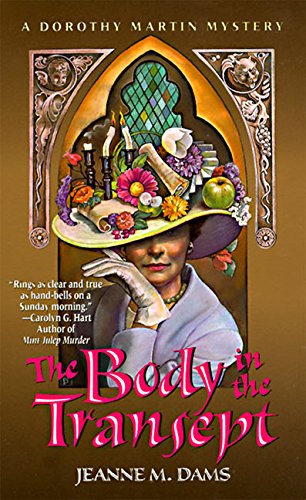 A DOROTHY MARTIN MYSTERY
"RINGS as clear and true
as hand-bells on a
Sunday morning."
—Carolyn G. Hart
Author of
Mint Julep Murder
The Body in
the
Transept
JEANNE M. DAMS